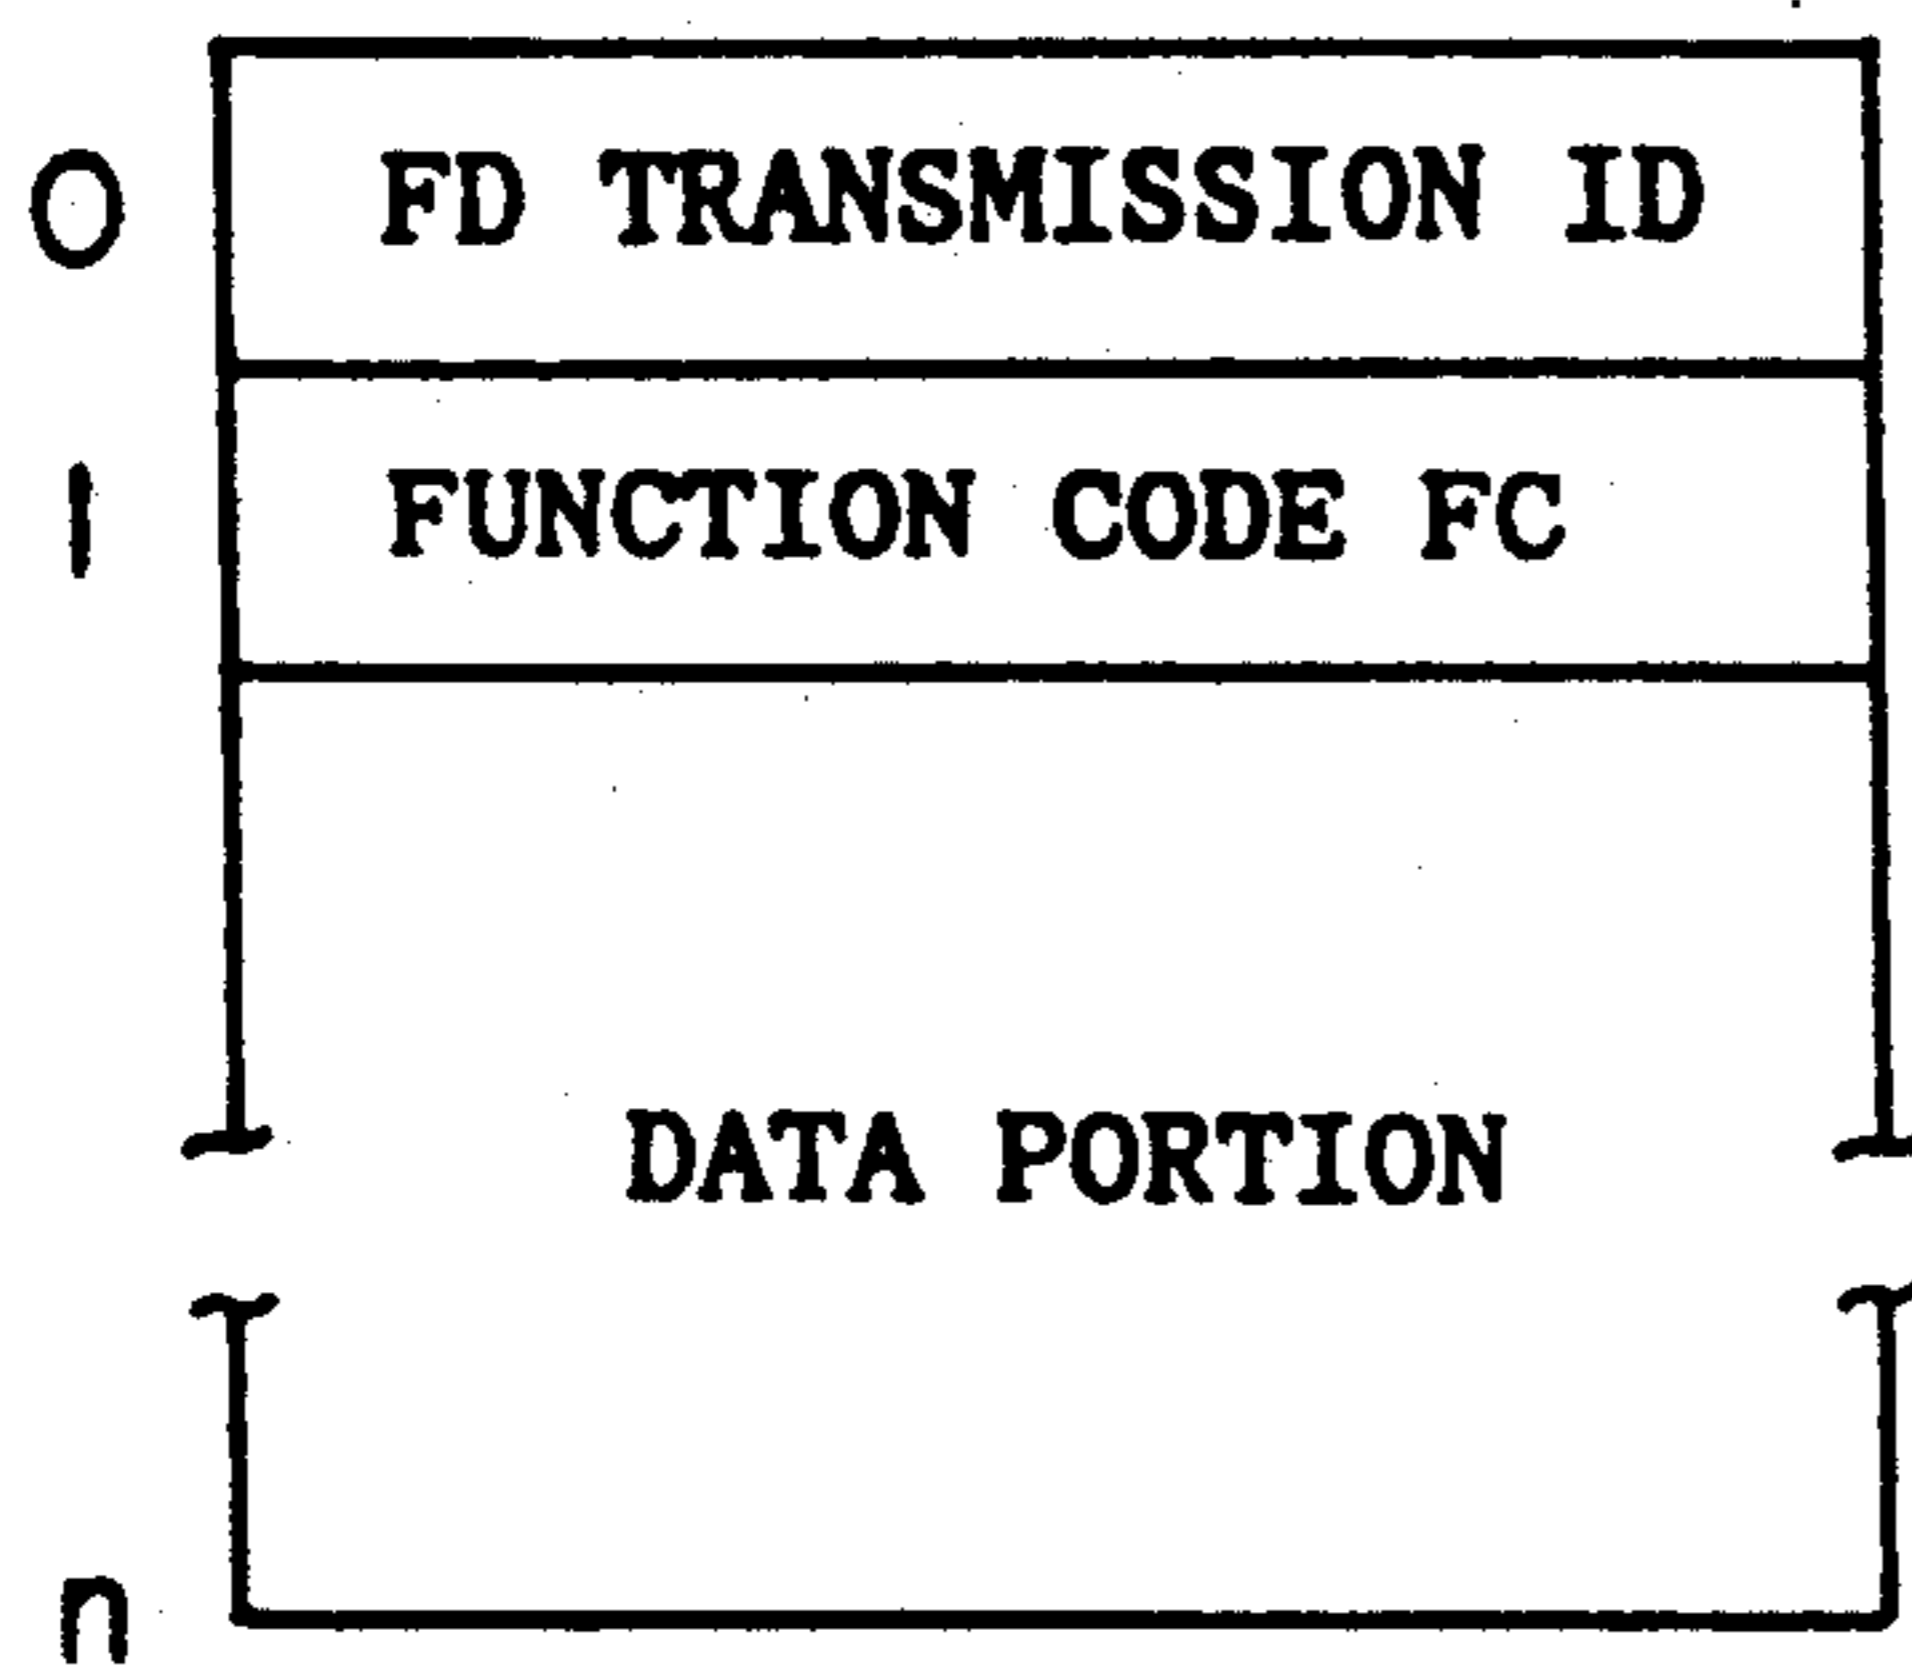 0 FD TRANSMISSION ID
1 FUNCTION CODE FC
DATA PORTION
n